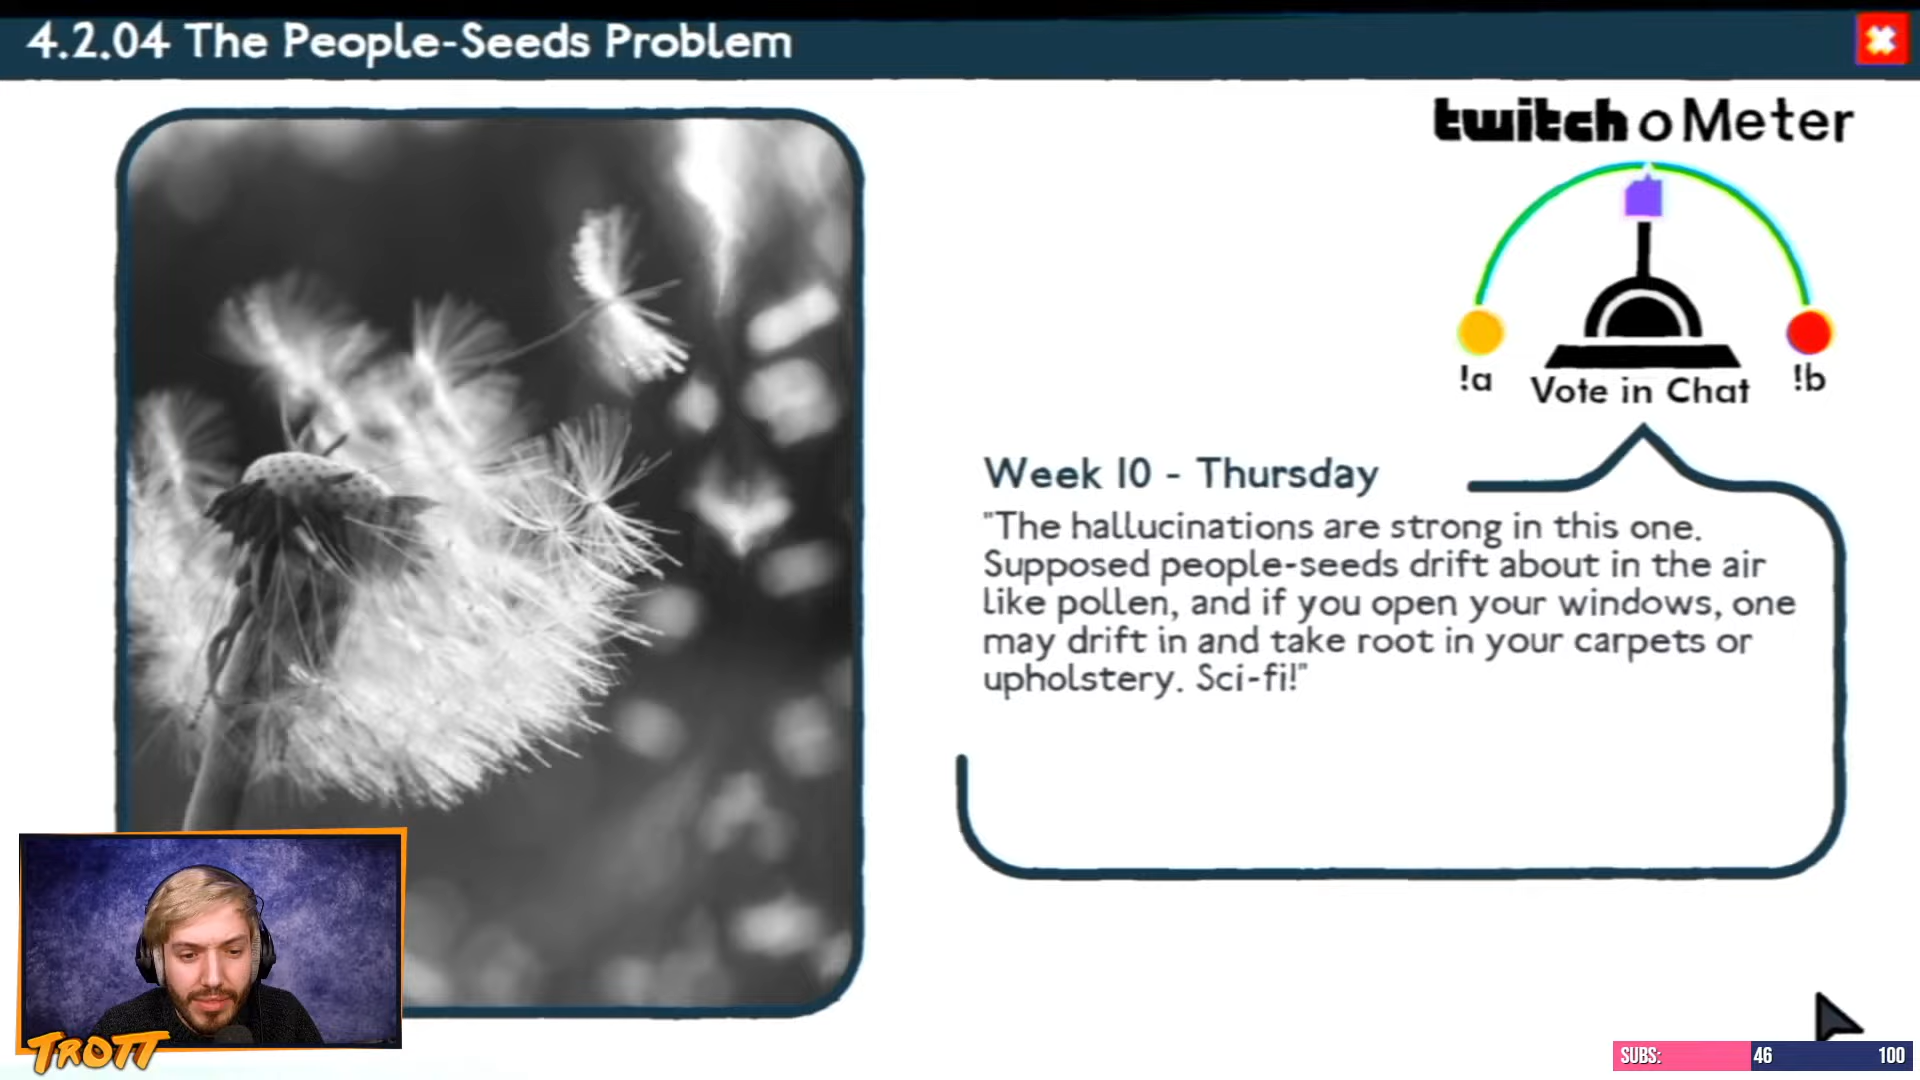 4.2.04 The People-Seeds Problem
twitch o Meter
!a
Vote in Chat
!b
Week 10 - Thursday
"The hallucinations are strong in this one.
Supposed people-seeds drift about in the air
like pollen, and if you open your windows, one
may drift in and take root in your carpets or
upholstery. Sci-fi!"
TROTT
SUBS: 46 100